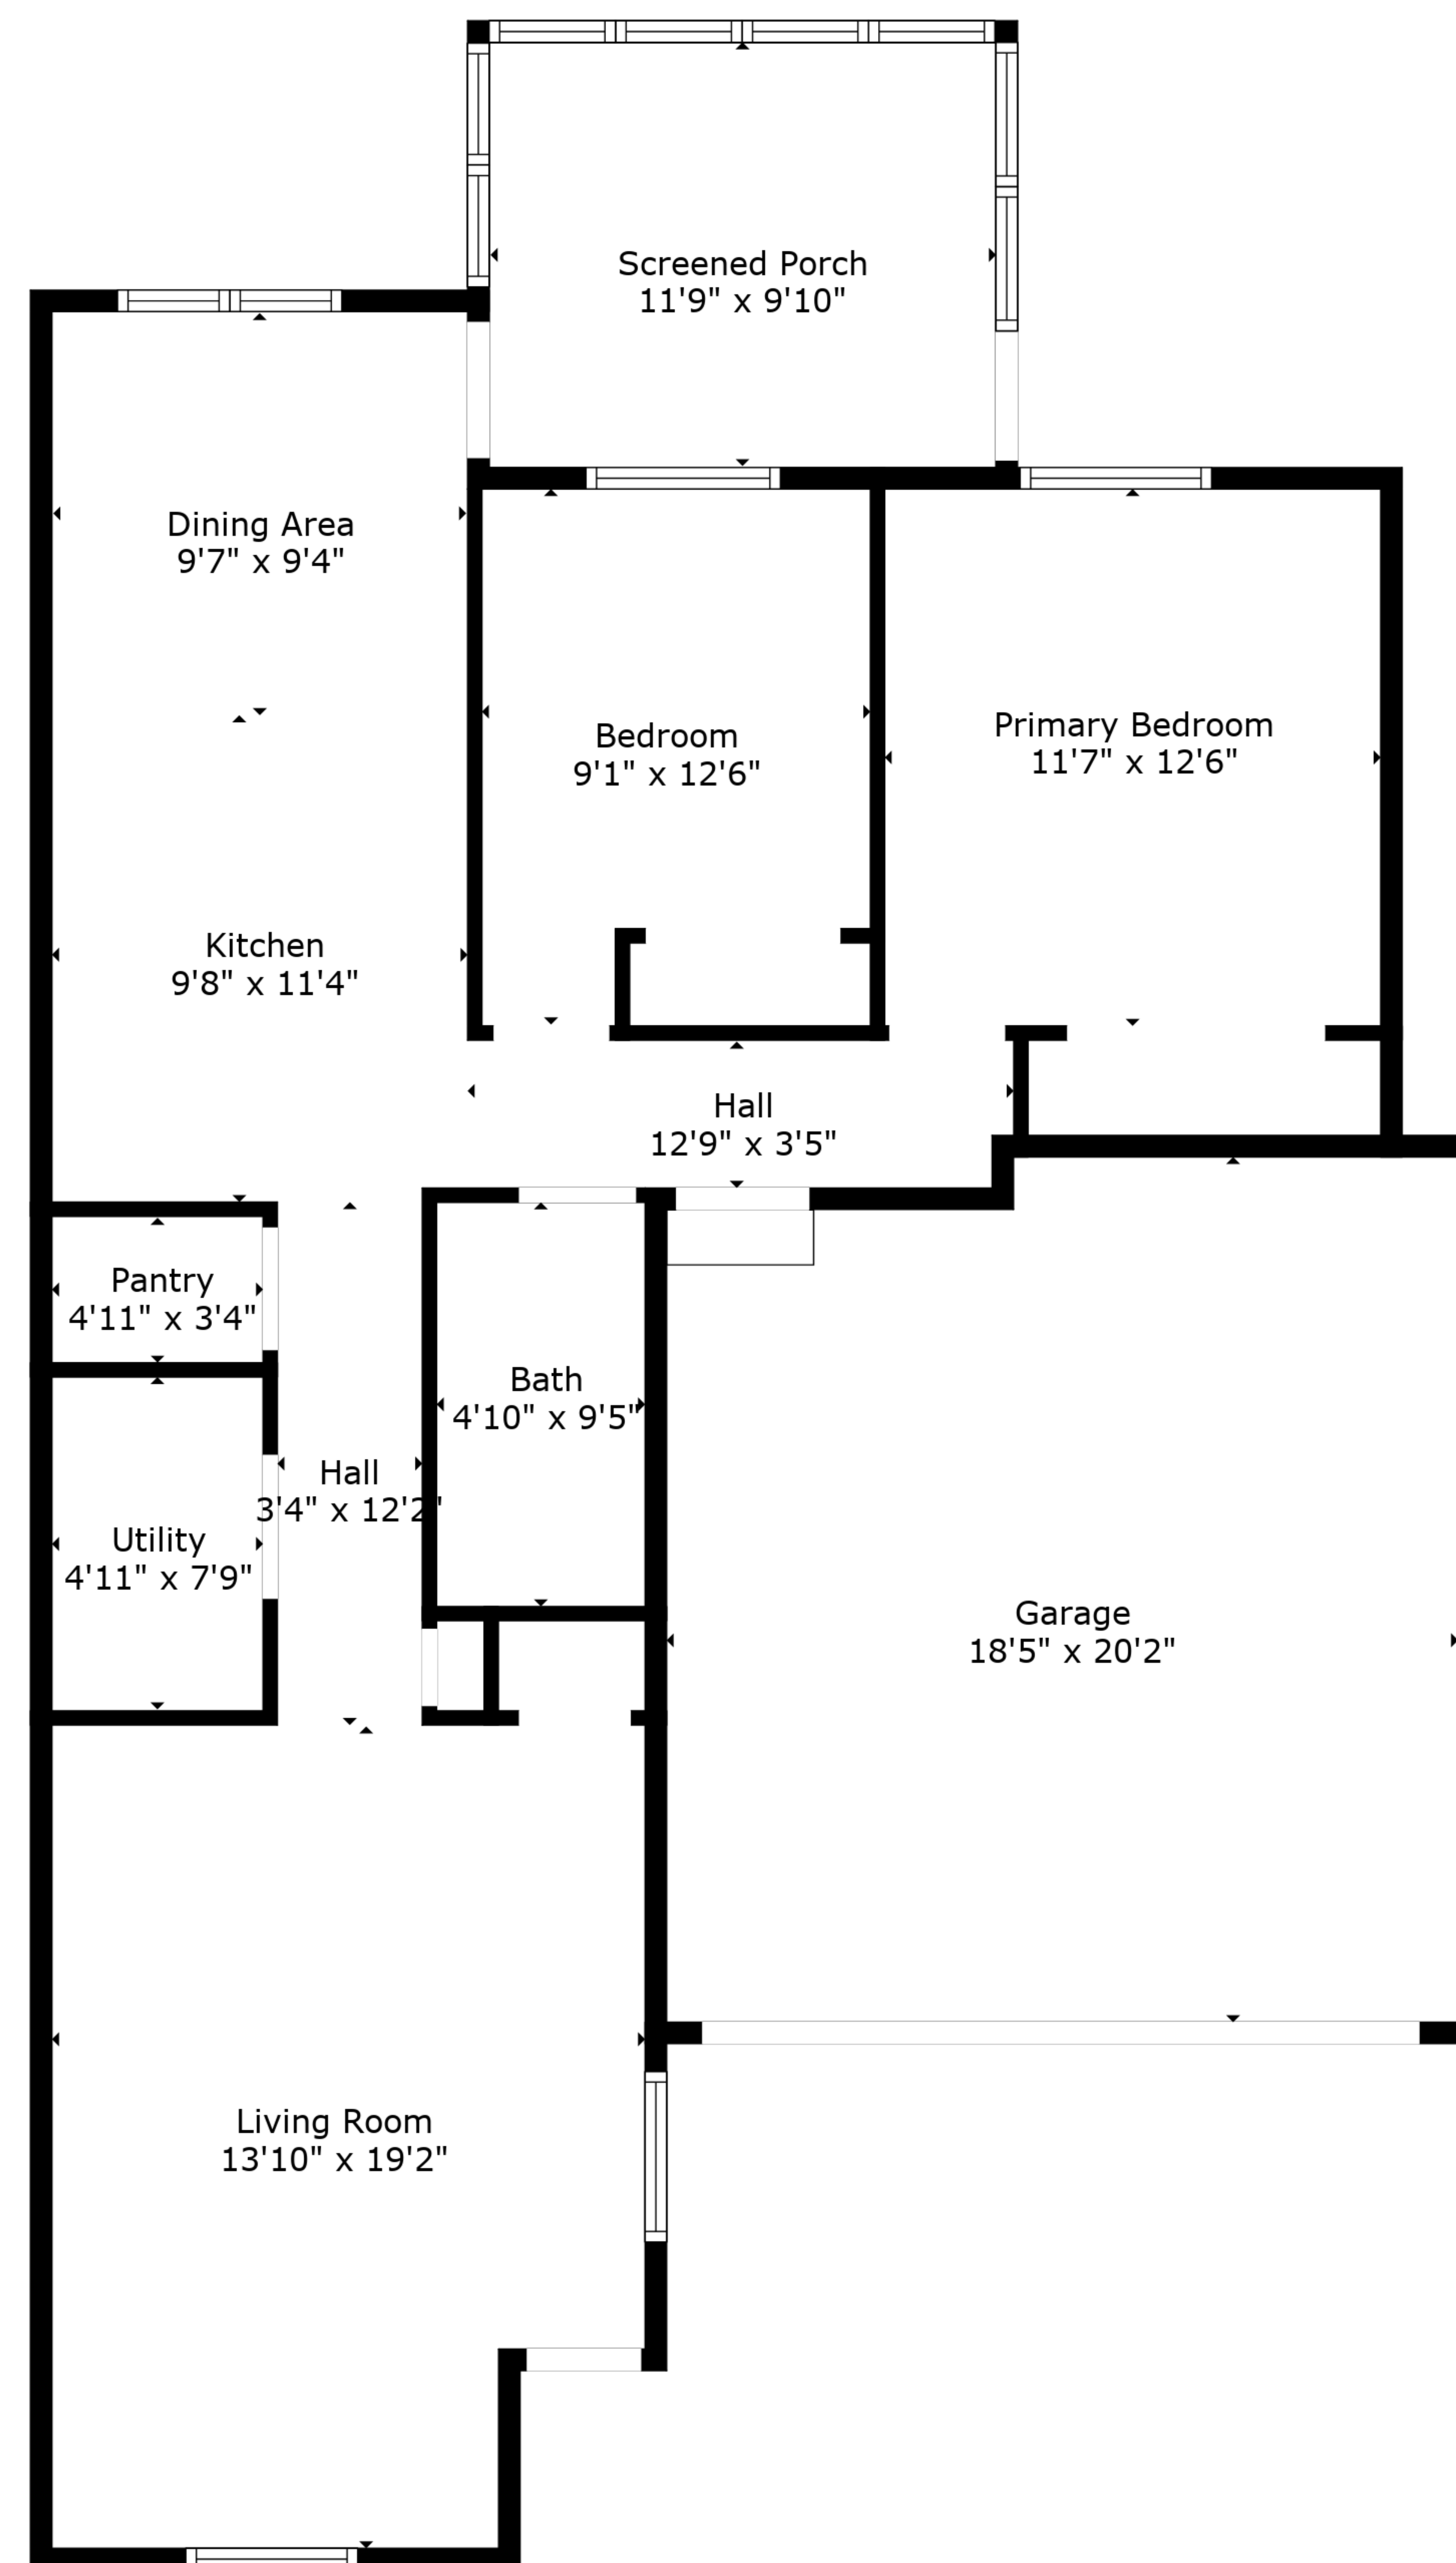 Screened Porch
11'9" x 9'10"
Dining Area
9'7" x 9'4"
Bedroom
9'1" x 12'6"
Primary Bedroom
11'7" x 12'6"
Kitchen
9'8" x 11'4"
Hall
12'9" x 3'5"
Pantry
4'11" x 3'4"
Bath
4'10" x 9'5"
Hall
3'4" x 12'2"
Utility
4'11" x 7'9"
Garage
18'5" x 20'2"
Living Room
13'10" x 19'2"